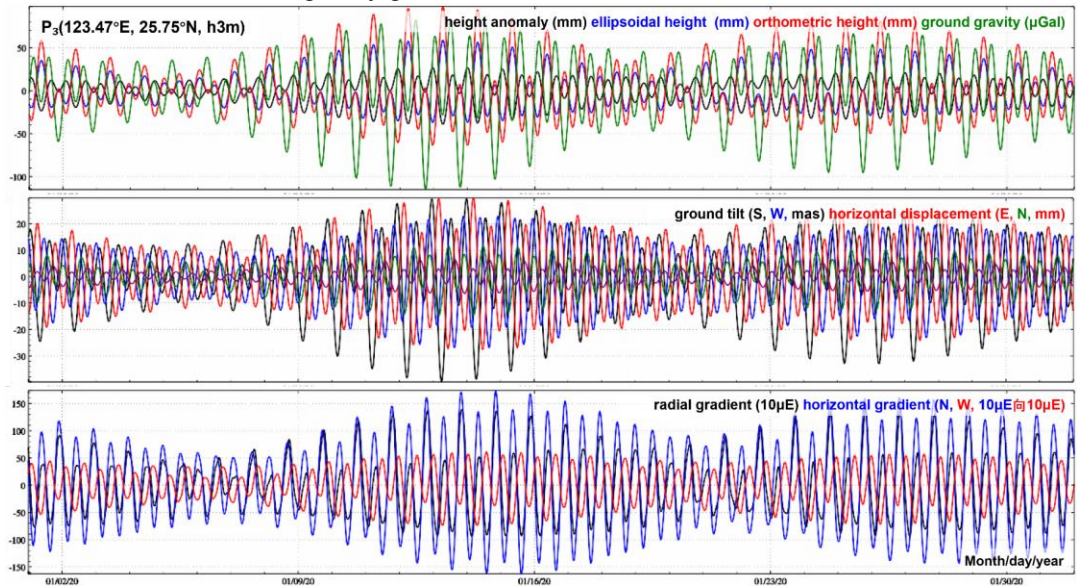 P₃(123.47°E, 25.75°N, h3m)
height anomaly (mm) ellipsoidal height (mm) orthometric height (mm) ground gravity (μGal)
50
0
-50
-100
ground tilt (S, W, mas) horizontal displacement (E, N, mm)
20
10
0
-10
-20
-30
radial gradient (10μE) horizontal gradient (N, W, 10μE向10μE)
150
100
50
0
-50
-100
-150
Month/day/year
01/02/20 01/09/20 01/16/20 01/23/20 01/30/20